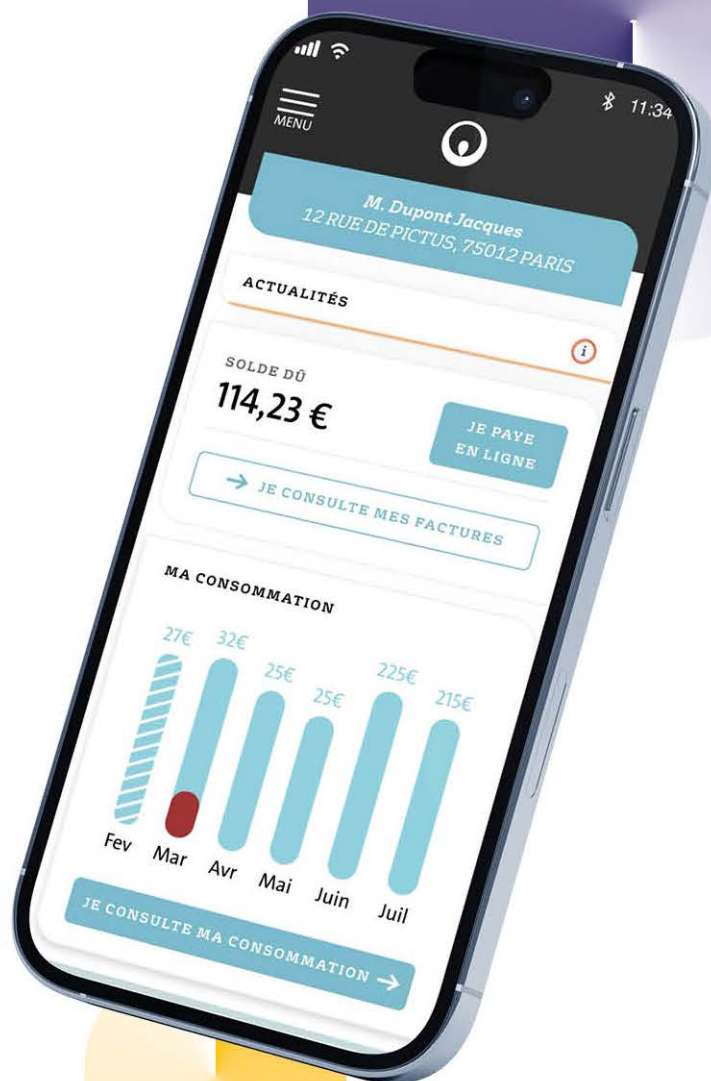 11:34
MENU
M. Dupont Jacques
12 RUE DE PICTUS, 75012 PARIS
ACTUALITÉS
i
SOLDE DÛ
114,23 €
JE PAYE
EN LIGNE
→ JE CONSULTE MES FACTURES
MA CONSOMMATION
27€ 32€ 25€ 25€ 225€ 215€
Fev Mar Avr Mai Juin Juil
JE CONSULTE MA CONSOMMATION →